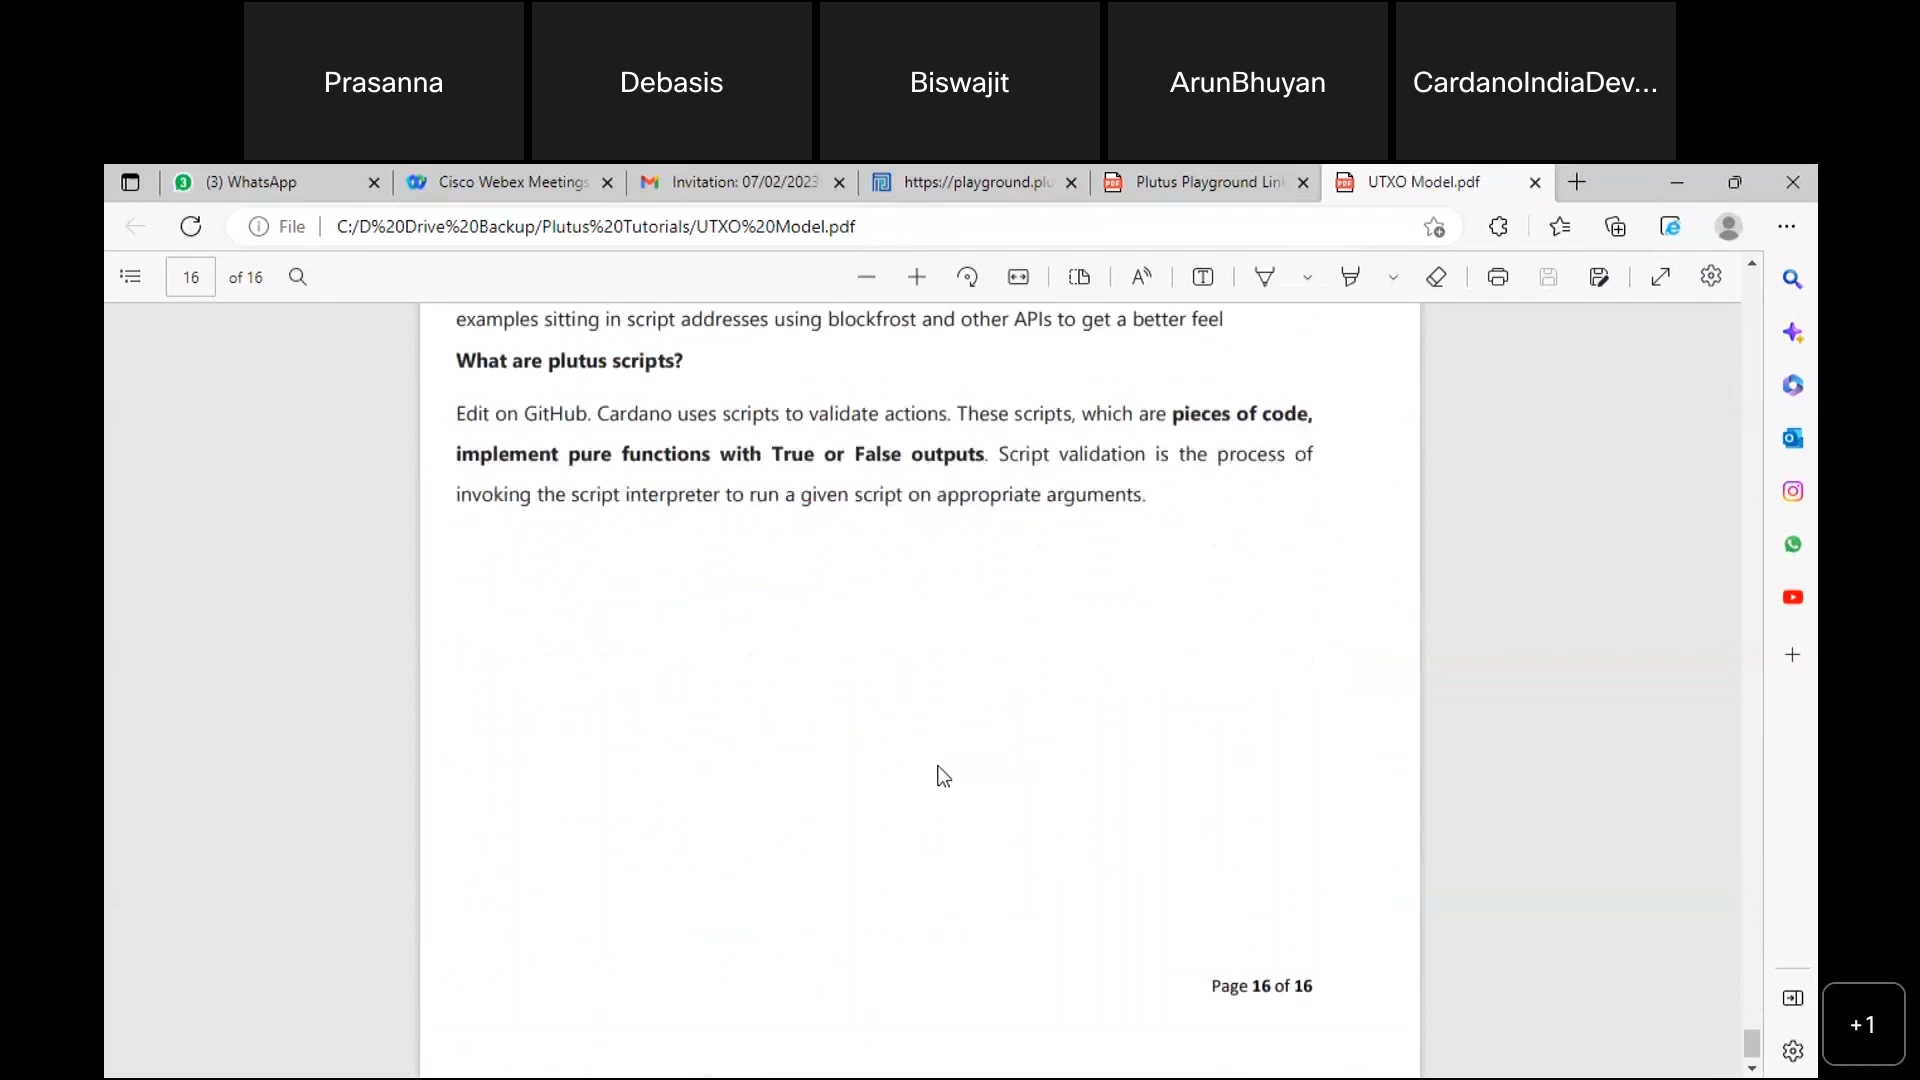 Prasanna
Debasis
Biswajit
ArunBhuyan
CardanoIndiaDev...
(3) WhatsApp
Cisco Webex Meetings
Invitation: 07/02/2023
https://playground.plu
Plutus Playground Lin
UTXO Model.pdf
File
C:/D%20Drive%20Backup/Plutus%20Tutorials/UTXO%20Model.pdf
16 of 16
examples sitting in script addresses using blockfrost and other APIs to get a better feel
What are plutus scripts?
Edit on GitHub. Cardano uses scripts to validate actions. These scripts, which are pieces of code,
implement pure functions with True or False outputs. Script validation is the process of
invoking the script interpreter to run a given script on appropriate arguments.
Page 16 of 16
+1